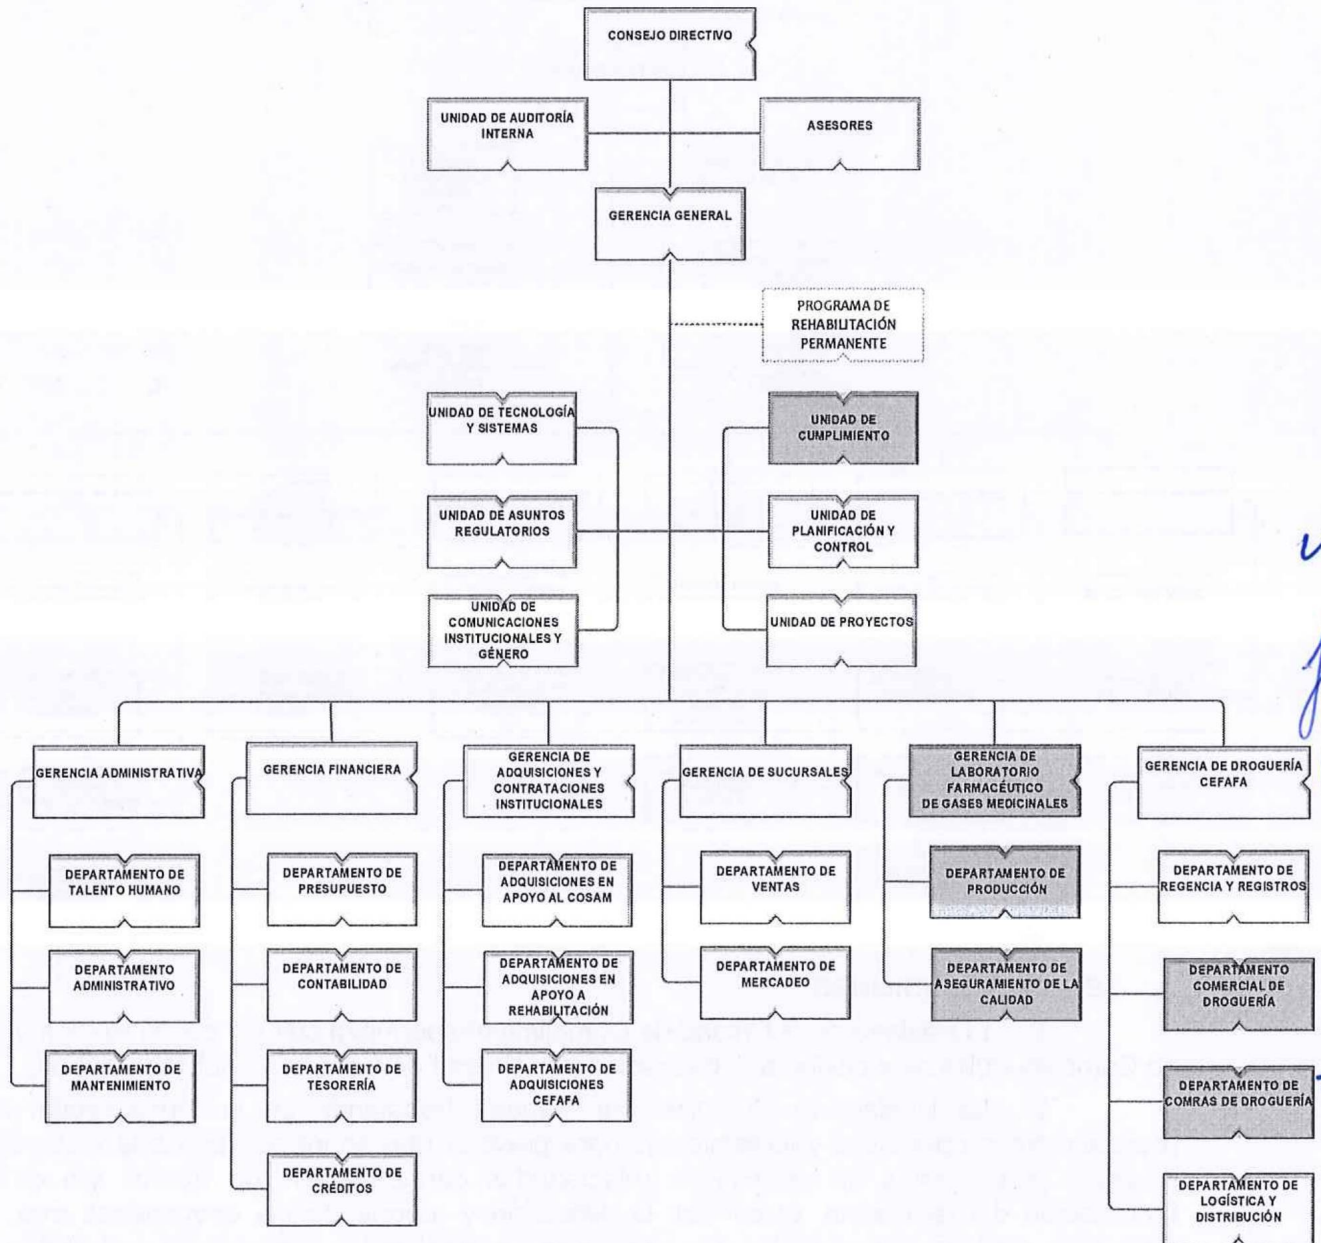 CONSEJO DIRECTIVO
UNIDAD DE AUDITORÍA
INTERNA
ASESORES
GERENCIA GENERAL
PROGRAMA DE
REHABILITACIÓN
PERMANENTE
UNIDAD DE TECNOLOGÍA
Y SISTEMAS
UNIDAD DE
CUMPLIMIENTO
UNIDAD DE ASUNTOS
REGULATORIOS
UNIDAD DE
PLANIFICACIÓN Y
CONTROL
UNIDAD DE
COMUNICACIONES
INSTITUCIONALES Y
GÉNERO
UNIDAD DE PROYECTOS
GERENCIA ADMINISTRATIVA
GERENCIA FINANCIERA
GERENCIA DE
ADQUISICIONES Y
CONTRATACIONES
INSTITUCIONALES
GERENCIA DE SUCURSALES
GERENCIA DE
LABORATORIO
FARMACÉUTICO
DE GASES MEDICINALES
GERENCIA DE DROGUERÍA
CEFAFA
DEPARTAMENTO DE
TALENTO HUMANO
DEPARTAMENTO DE
PRESUPUESTO
DEPARTAMENTO DE
ADQUISICIONES EN
APOYO AL COSAM
DEPARTAMENTO DE
VENTAS
DEPARTAMENTO DE
PRODUCCIÓN
DEPARTAMENTO DE
REGENCIA Y REGISTROS
DEPARTAMENTO
ADMINISTRATIVO
DEPARTAMENTO DE
CONTABILIDAD
DEPARTAMENTO DE
ADQUISICIONES EN
APOYO A
REHABILITACIÓN
DEPARTAMENTO DE
MERCADEO
DEPARTAMENTO DE
ASEGURAMIENTO DE LA
CALIDAD
DEPARTAMENTO
COMERCIAL DE
DROGUERÍA
DEPARTAMENTO DE
MANTENIMIENTO
DEPARTAMENTO DE
TESORERÍA
DEPARTAMENTO DE
ADQUISICIONES
CEFAFA
DEPARTAMENTO DE
COMRAS DE DROGUERÍA
DEPARTAMENTO DE
CRÉDITOS
DEPARTAMENTO DE
LOGÍSTICA Y
DISTRIBUCIÓN